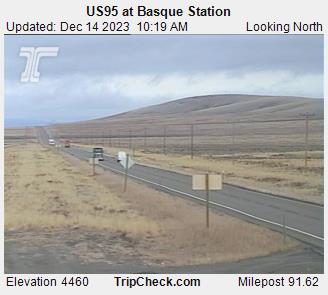 US95 at Basque Station
Updated: Dec 14 2023 10:19 AM Looking North
Elevation 4460 TripCheck.com Milepost 91.62